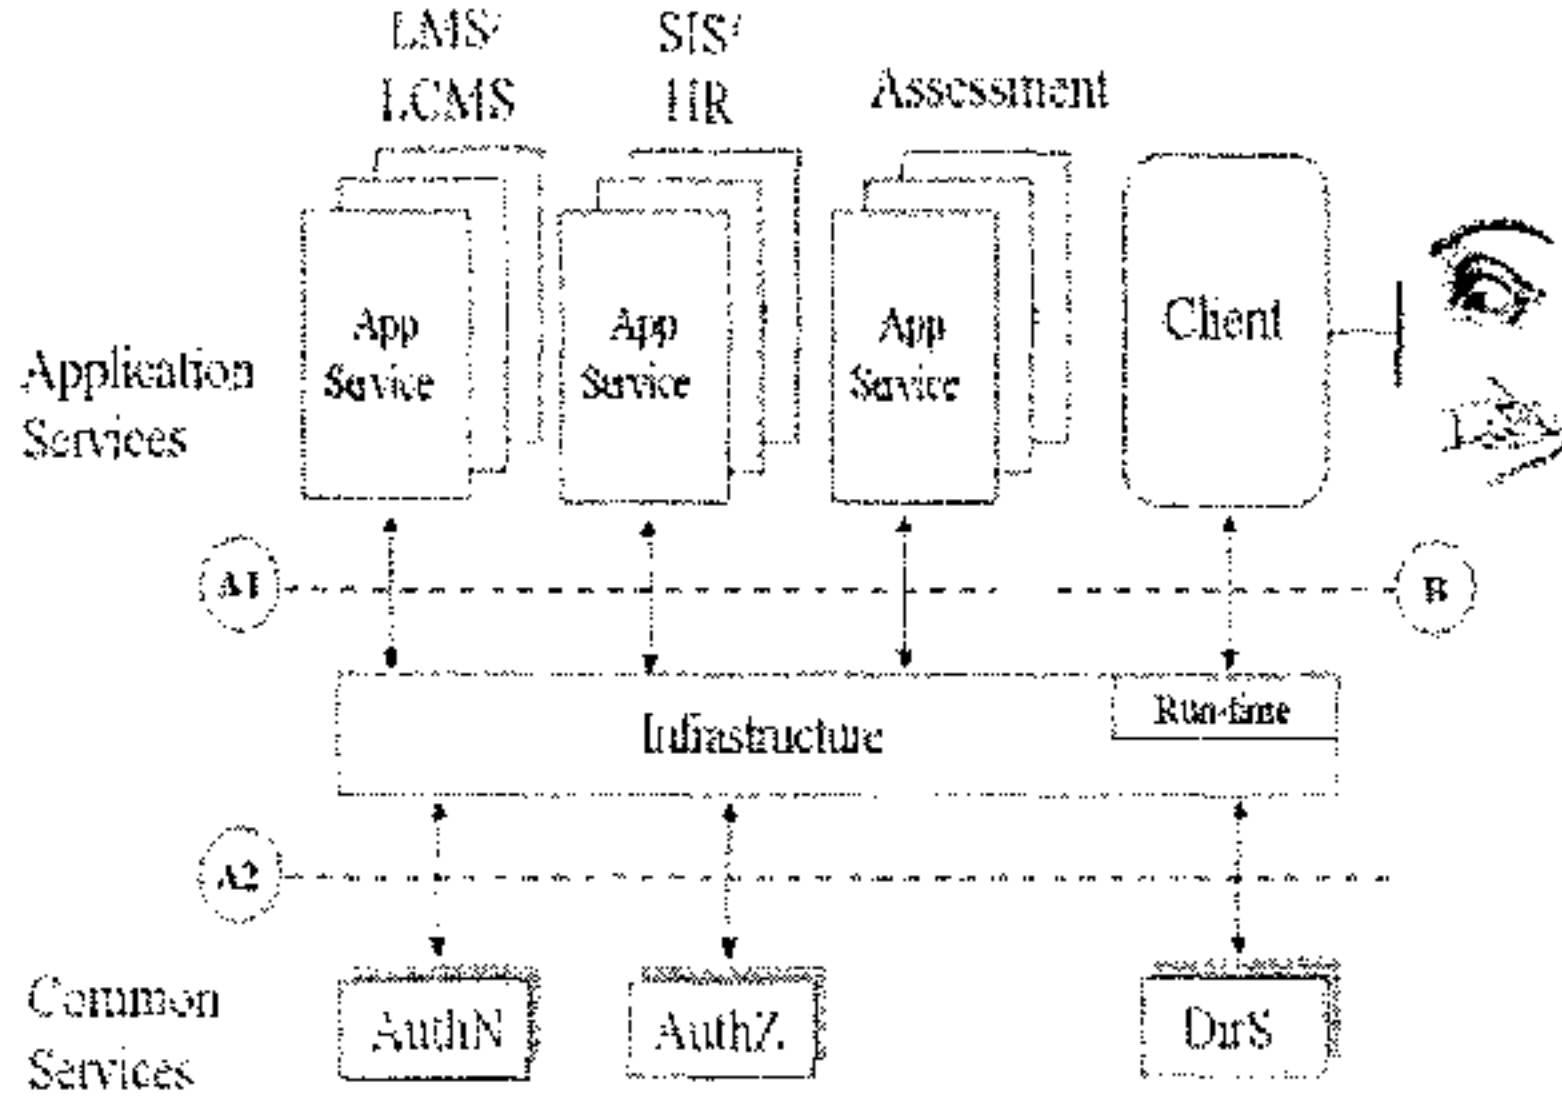 LMS/
LCMS
SIS/
HR
Assessment
App
Service
App
Service
App
Service
Client
Application
Services
A1
B
Run-time
Infrastructure
A2
Common
Services
AuthN
AuthZ
DirS